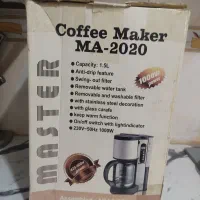 Coffee Maker
MA-2020
Capacity: 1.5L
Anti-drip feature
Swing- out filter
Removable water tank
Removable and washable filter
with stainless steel decoration
with glass carafe
keep warm function
On/off switch with light indicator
220V~50Hz 1000W
1000W
MASTER